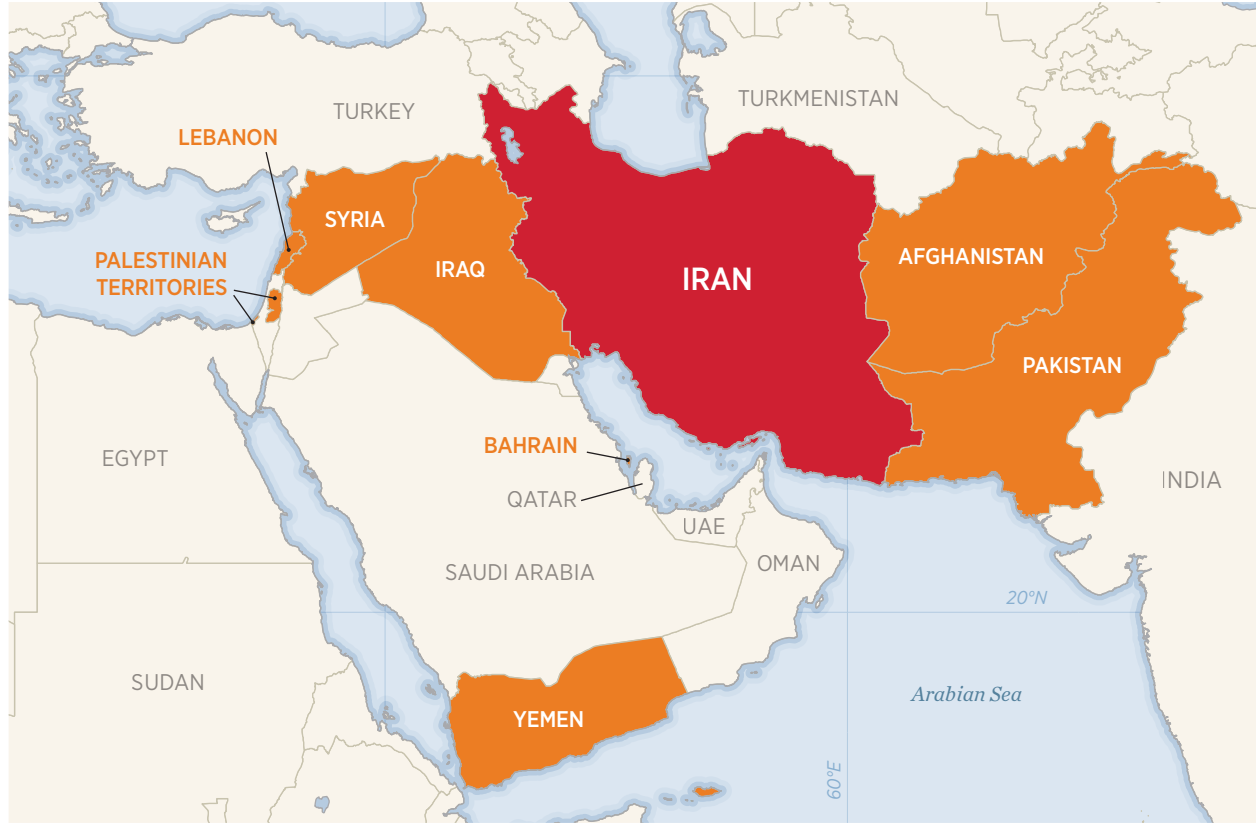 TURKEY
TURKMENISTAN
LEBANON
SYRIA
AFGHANISTAN
PALESTINIAN
TERRITORIES
IRAQ
IRAN
PAKISTAN
BAHRAIN
EGYPT
QATAR
INDIA
UAE
SAUDI ARABIA
OMAN
20°N
SUDAN
Arabian Sea
YEMEN
60°E